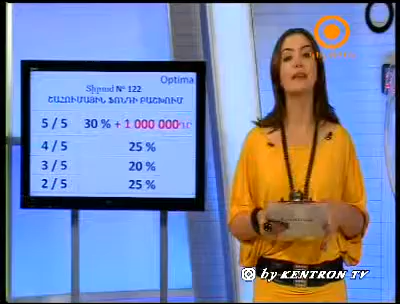 Optima
Տիրաժ № 122
ՇԱՀՈՒՄԱՅԻՆ ՖՈՆԴԻ ԲԱՇԽՈՒՄ
5 / 5 30 % + 1 000 000
4 / 5 25 %
3 / 5 20 %
2 / 5 25 %
by KENTRON TV